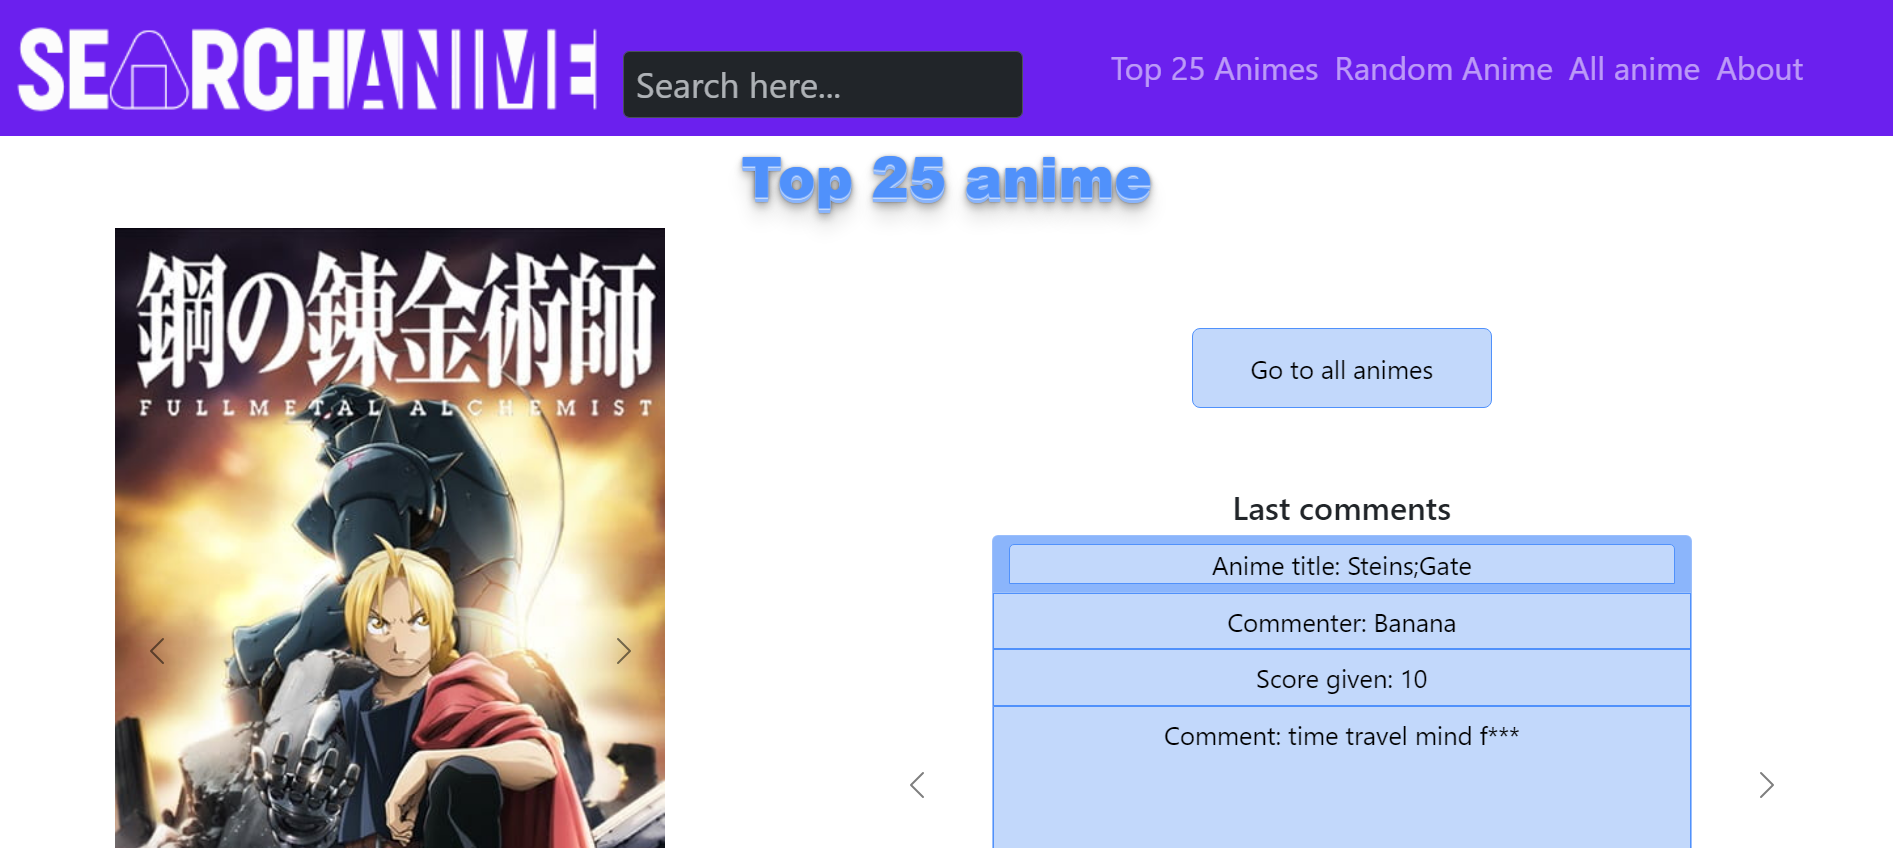 SEARCHANIME
Search here...
Top 25 Animes Random Anime All anime About
Top 25 anime
鋼の錬金術師
FULLMETAL ALCHEMIST
Go to all animes
Last comments
Anime title: Steins;Gate
Commenter: Banana
Score given: 10
Comment: time travel mind f***